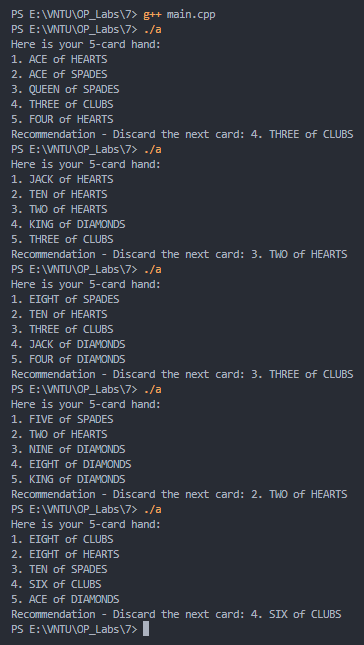 PS E:\VNTU\OP_Labs\7> g++ main.cpp
PS E:\VNTU\OP_Labs\7> ./a
Here is your 5-card hand:
1. ACE of HEARTS
2. ACE of SPADES
3. QUEEN of SPADES
4. THREE of CLUBS
5. FOUR of HEARTS
Recommendation - Discard the next card: 4. THREE of CLUBS
PS E:\VNTU\OP_Labs\7> ./a
Here is your 5-card hand:
1. JACK of HEARTS
2. TEN of HEARTS
3. TWO of HEARTS
4. KING of DIAMONDS
5. THREE of CLUBS
Recommendation - Discard the next card: 3. TWO of HEARTS
PS E:\VNTU\OP_Labs\7> ./a
Here is your 5-card hand:
1. EIGHT of SPADES
2. TEN of HEARTS
3. THREE of CLUBS
4. JACK of DIAMONDS
5. FOUR of DIAMONDS
Recommendation - Discard the next card: 3. THREE of CLUBS
PS E:\VNTU\OP_Labs\7> ./a
Here is your 5-card hand:
1. FIVE of SPADES
2. TWO of HEARTS
3. NINE of DIAMONDS
4. EIGHT of DIAMONDS
5. KING of DIAMONDS
Recommendation - Discard the next card: 2. TWO of HEARTS
PS E:\VNTU\OP_Labs\7> ./a
Here is your 5-card hand:
1. EIGHT of CLUBS
2. EIGHT of HEARTS
3. TEN of SPADES
4. SIX of CLUBS
5. ACE of DIAMONDS
Recommendation - Discard the next card: 4. SIX of CLUBS
PS E:\VNTU\OP_Labs\7>